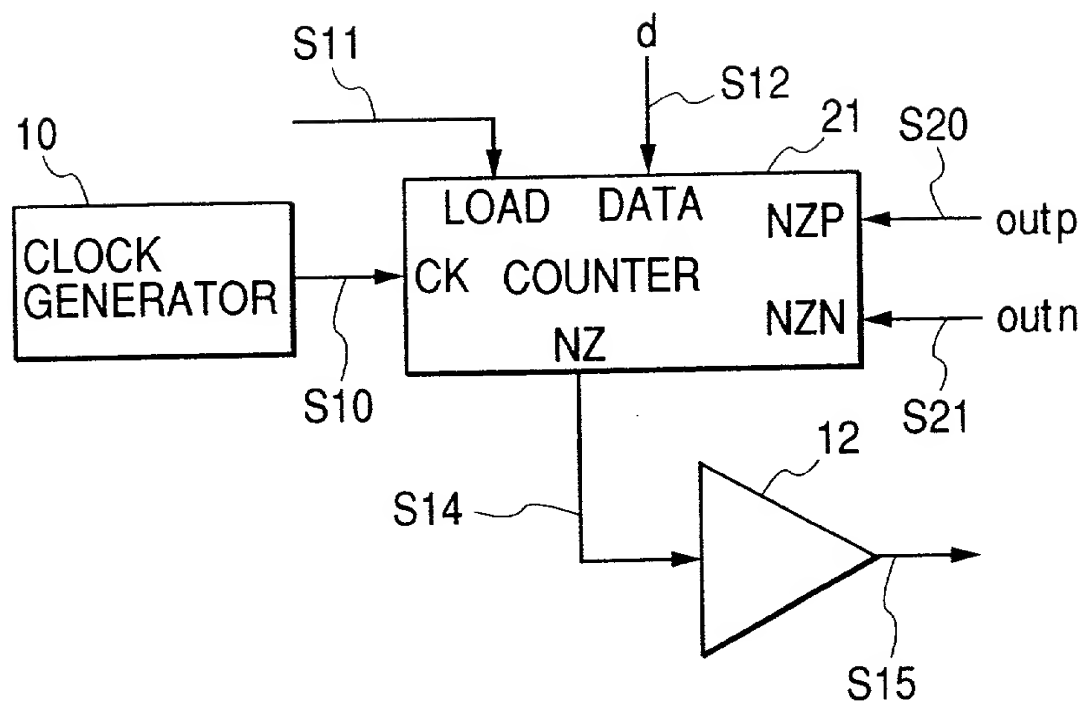 d
S11
S12
10
21
S20
LOAD DATA
NZP
outp
CLOCK
GENERATOR
CK COUNTER
NZN
outn
NZ
S10
S21
12
S14
S15